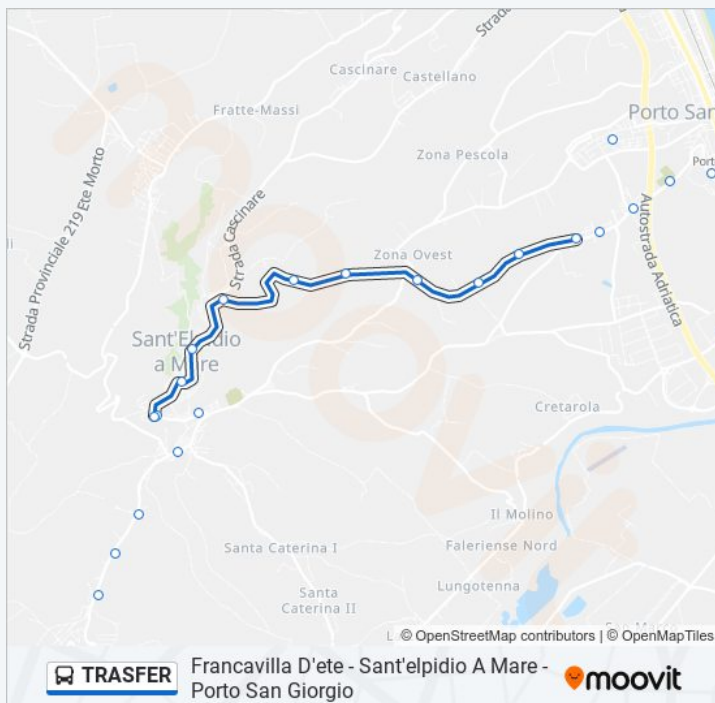 Cascinare
Castellano
Strada
Fratte-Massi
Porto San
Zona Pescola
Porto
Strada Provinciale 219 Ete Morto
Strada Cascinare
Autostrada Adriatica
Zona Ovest
Sant'Elpidio
a Mare
Cretarola
Il Molino
Santa Caterina I
Faleriense Nord
Santa
Caterina II
Lungotenna
© OpenStreetMap contributors | © OpenMapTiles
TRASFER
Francavilla D'ete - Sant'elpidio A Mare -
Porto San Giorgio
moovit